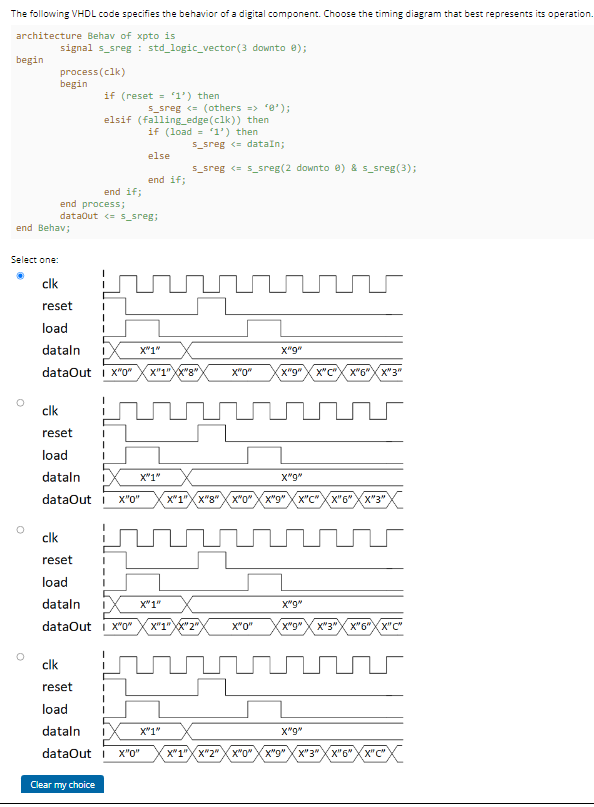 The following VHDL code specifies the behavior of a digital component. Choose the timing diagram that best represents its operation.
architecture Behav of xpto is
signal s_sreg : std_logic_vector(3 downto 0);
begin
process(clk)
begin
if (reset = ‘1’) then
s_sreg <= (others => ‘0’);
elsif (falling_edge(clk)) then
if (load = ‘1’) then
s_sreg <= dataIn;
else
s_sreg <= s_sreg(2 downto 0) & s_sreg(3);
end if;
end if;
end process;
dataOut <= s_sreg;
end Behav;
Select one:
clk
reset
load
dataIn X"1" X"9"
dataOut X"0" X"1" X"8" X"0" X"9" X"C" X"6" X"3"
clk
reset
load
dataIn X"1" X"9"
dataOut X"0" X"1" X"8" X"0" X"9" X"C" X"6" X"3"
clk
reset
load
dataIn X"1" X"9"
dataOut X"0" X"1" X"2" X"0" X"9" X"3" X"6" X"C"
clk
reset
load
dataIn X"1" X"9"
dataOut X"0" X"1" X"2" X"0" X"9" X"3" X"6" X"C"
Clear my choice